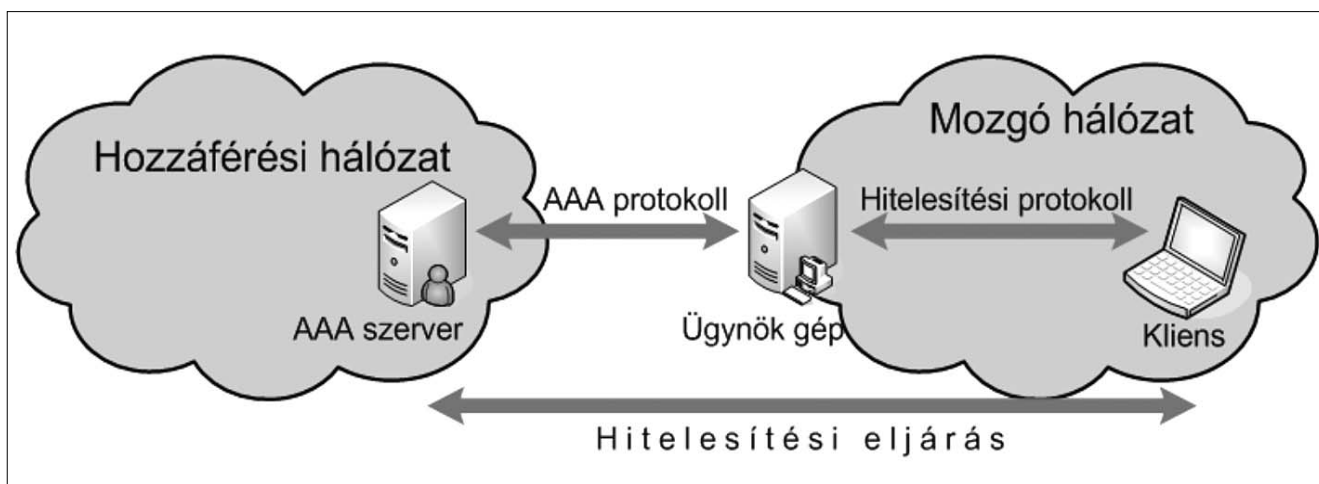 Hozzáférési hálózat
Mozgó hálózat
AAA protokoll
Hitelesítési protokoll
AAA szerver
Ügynök gép
Kliens
Hitelesítési eljárás